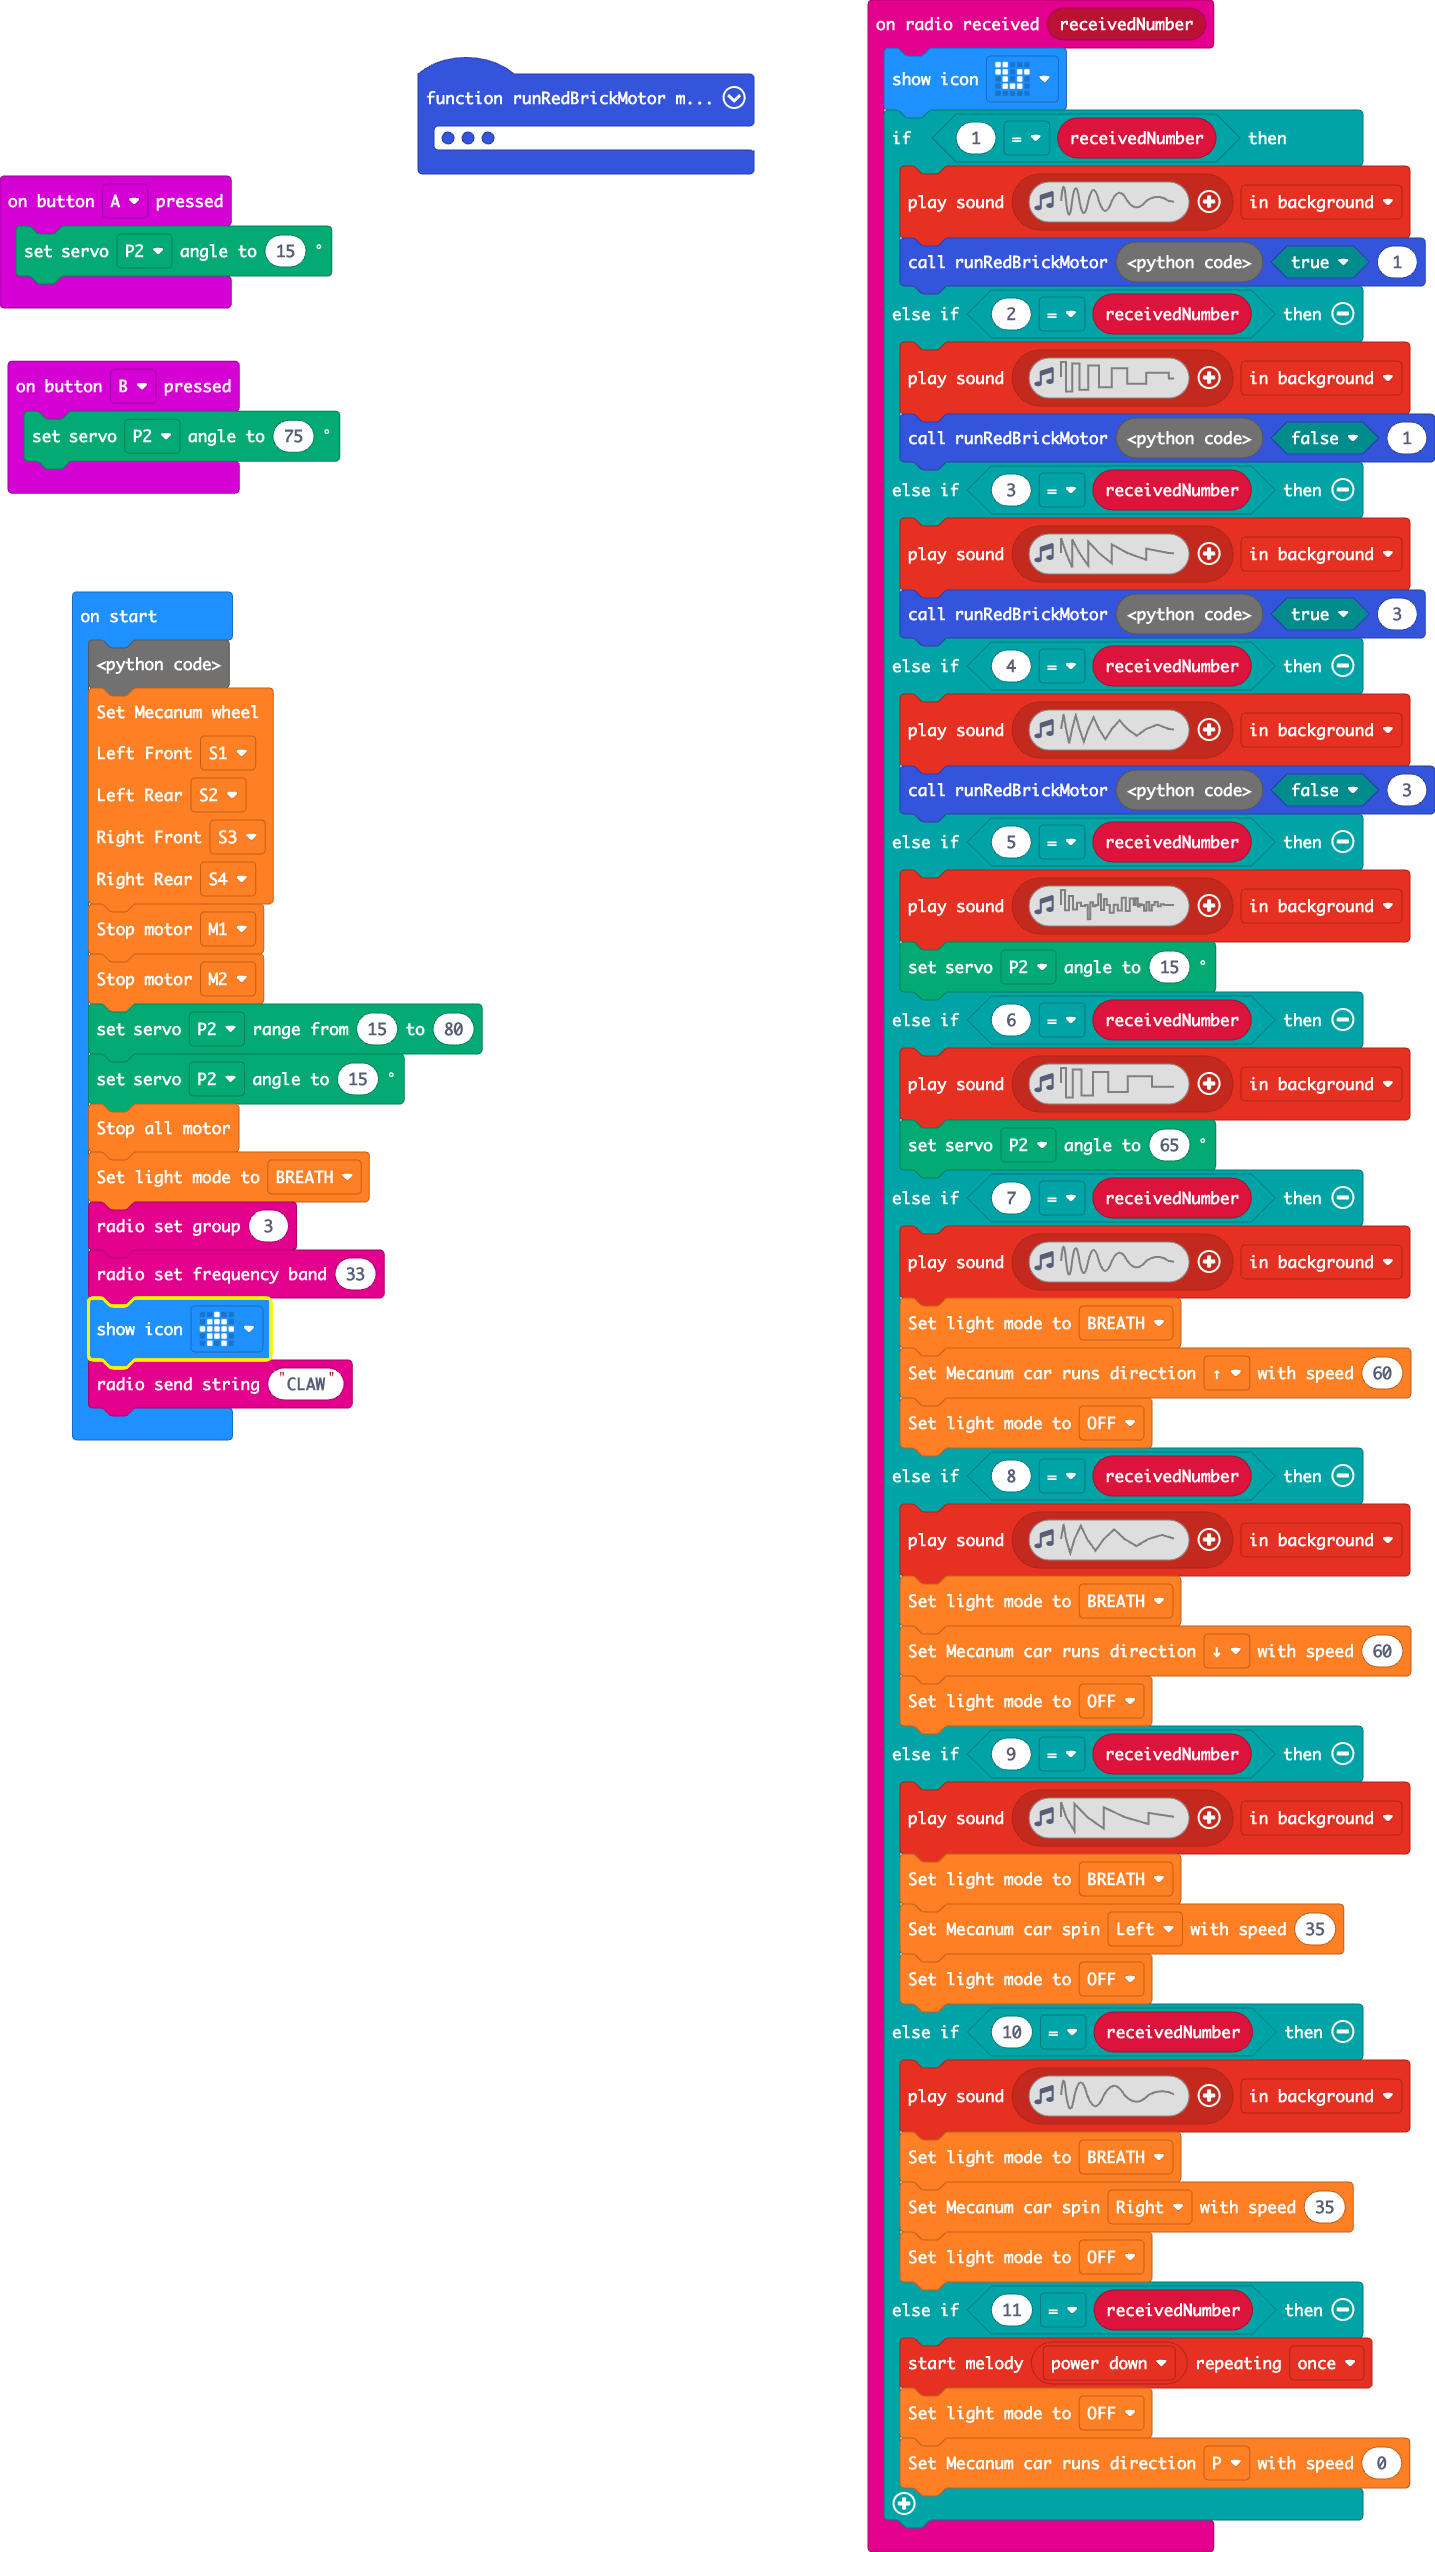 function runRedBrickMotor m...
on button A pressed
set servo P2 angle to 15 °
on button B pressed
set servo P2 angle to 75 °
on start
<python code>
Set Mecanum wheel
Left Front S1
Left Rear S2
Right Front S3
Right Rear S4
Stop motor M1
Stop motor M2
set servo P2 range from 15 to 80
set servo P2 angle to 15 °
Stop all motor
Set light mode to BREATH
radio set group 3
radio set frequency band 33
show icon
radio send string "CLAW"
on radio received receivedNumber
show icon
if 1 = receivedNumber then
play sound in background
call runRedBrickMotor <python code> true 1
else if 2 = receivedNumber then
play sound in background
call runRedBrickMotor <python code> false 1
else if 3 = receivedNumber then
play sound in background
call runRedBrickMotor <python code> true 3
else if 4 = receivedNumber then
play sound in background
call runRedBrickMotor <python code> false 3
else if 5 = receivedNumber then
play sound in background
set servo P2 angle to 15 °
else if 6 = receivedNumber then
play sound in background
set servo P2 angle to 65 °
else if 7 = receivedNumber then
play sound in background
Set light mode to BREATH
Set Mecanum car runs direction ↑ with speed 60
Set light mode to OFF
else if 8 = receivedNumber then
play sound in background
Set light mode to BREATH
Set Mecanum car runs direction ↓ with speed 60
Set light mode to OFF
else if 9 = receivedNumber then
play sound in background
Set light mode to BREATH
Set Mecanum car spin Left with speed 35
Set light mode to OFF
else if 10 = receivedNumber then
play sound in background
Set light mode to BREATH
Set Mecanum car spin Right with speed 35
Set light mode to OFF
else if 11 = receivedNumber then
start melody power down repeating once
Set light mode to OFF
Set Mecanum car runs direction P with speed 0